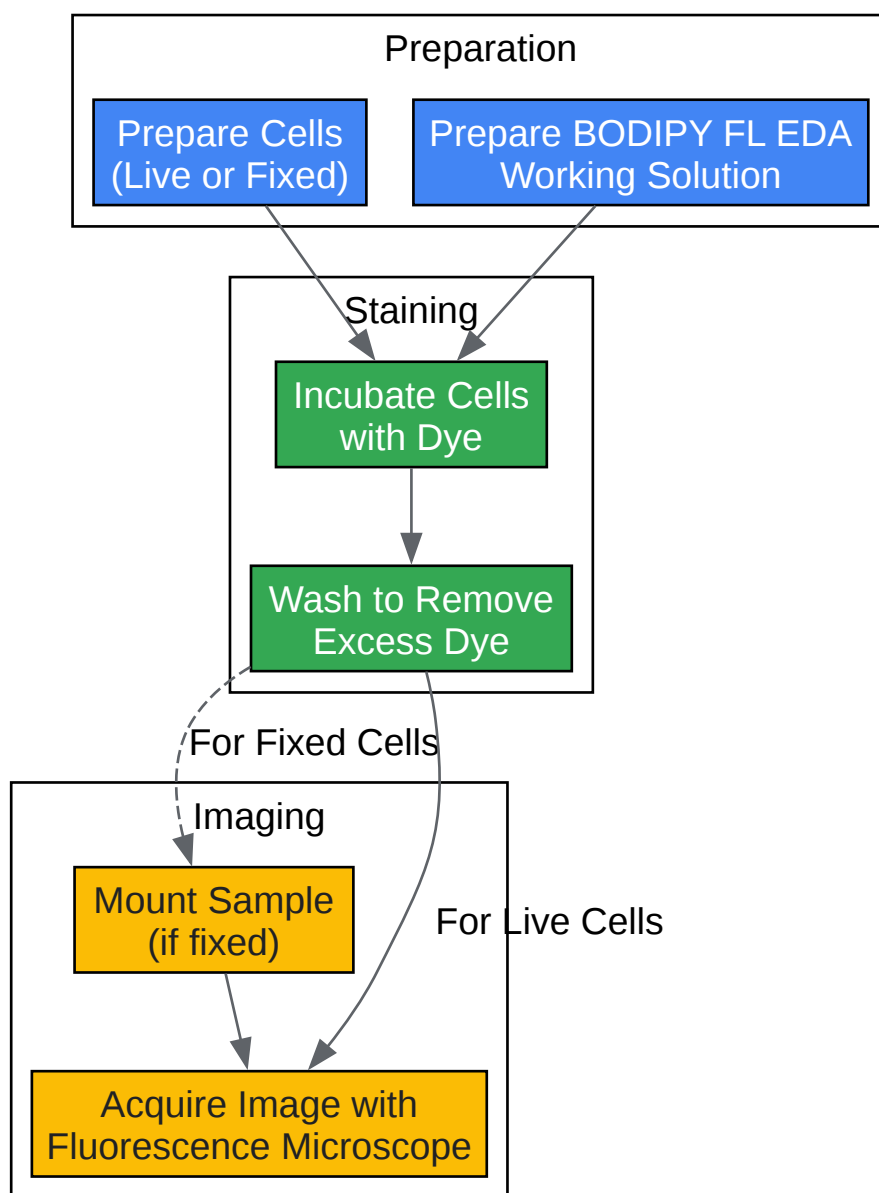 Preparation
Prepare Cells
(Live or Fixed)
Prepare BODIPY FL EDA
Working Solution
Staining
Incubate Cells
with Dye
Wash to Remove
Excess Dye
For Fixed Cells
Imaging
Mount Sample
(if fixed)
For Live Cells
Acquire Image with
Fluorescence Microscope